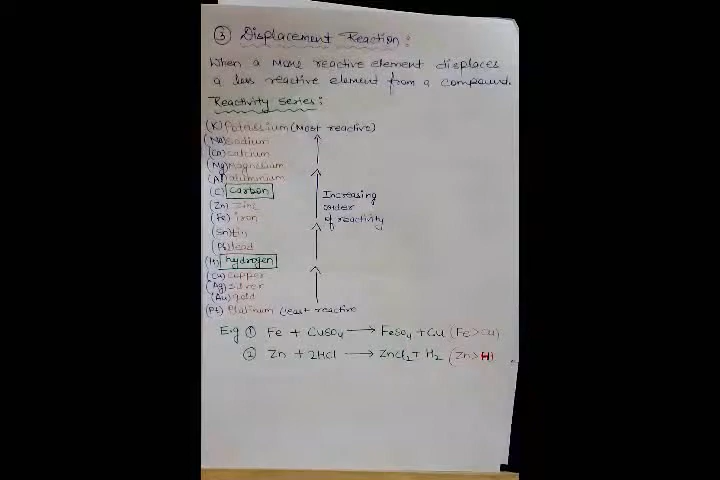 ③ Displacement Reaction:
When a more reactive element displaces
a less reactive element from a compound.
Reactivity series:
(K) Potassium (Most reactive)
(Na) Sodium
(Ca) calcium
(Mg) Magnesium
(Al) aluminium
(C) carbon
(Zn) Zinc
(Fe) iron
(Sn) tin
(Pb) lead
(H) hydrogen
(Cu) copper
(Ag) silver
(Au) gold
(Pt) Platinum (least reactive
Increasing
order
of reactivity
E.g ① Fe + CuSO4 → FeSO4 + Cu (Fe > Cu)
② Zn + 2HCl → ZnCl2 + H2 (Zn > H)